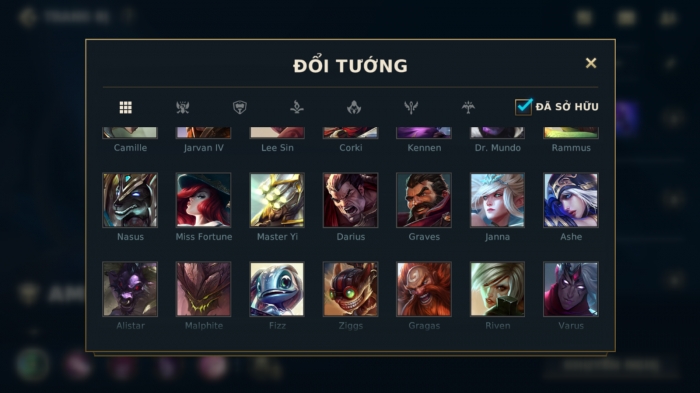 ĐỔI TƯỚNG
ĐÃ SỞ HỮU
Camille Jarvan IV Lee Sin Corki Kennen Dr. Mundo Rammus
Nasus Miss Fortune Master Yi Darius Graves Janna Ashe
Alistar Malphite Fizz Ziggs Gragas Riven Varus